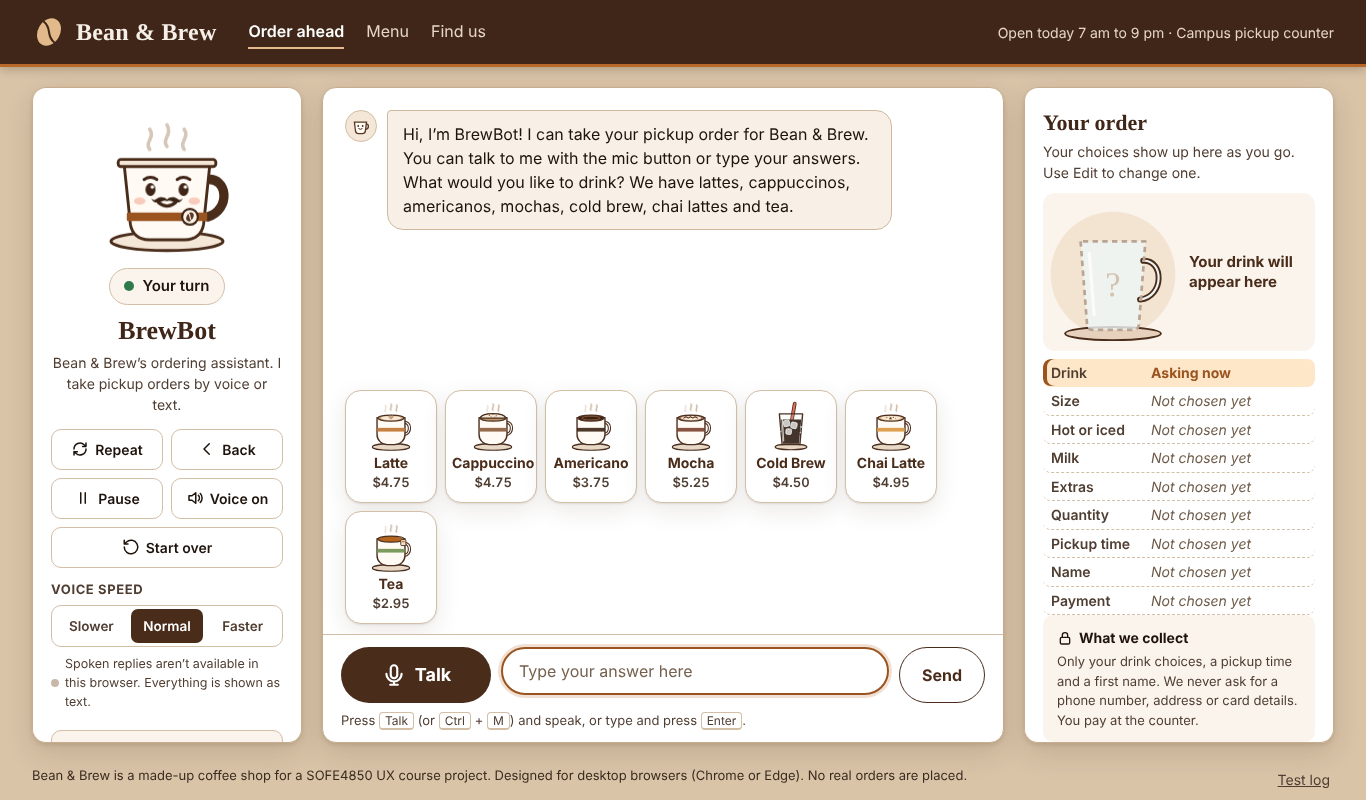 Bean & Brew
Order ahead
Menu
Find us
Open today 7 am to 9 pm · Campus pickup counter
Your turn
BrewBot
Bean & Brew’s ordering assistant. I
take pickup orders by voice or
text.
Repeat
Back
Pause
Voice on
Start over
VOICE SPEED
Slower
Normal
Faster
Spoken replies aren’t available in
this browser. Everything is shown as
text.
Hi, I’m BrewBot! I can take your pickup order for Bean & Brew.
You can talk to me with the mic button or type your answers.
What would you like to drink? We have lattes, cappuccinos,
americanos, mochas, cold brew, chai lattes and tea.
Latte
$4.75
Cappuccino
$4.75
Americano
$3.75
Mocha
$5.25
Cold Brew
$4.50
Chai Latte
$4.95
Tea
$2.95
Talk
Type your answer here
Send
Press Talk (or Ctrl + M) and speak, or type and press Enter.
Your order
Your choices show up here as you go.
Use Edit to change one.
?
Your drink will
appear here
Drink Asking now
Size Not chosen yet
Hot or iced Not chosen yet
Milk Not chosen yet
Extras Not chosen yet
Quantity Not chosen yet
Pickup time Not chosen yet
Name Not chosen yet
Payment Not chosen yet
What we collect
Only your drink choices, a pickup time
and a first name. We never ask for a
phone number, address or card details.
You pay at the counter.
Bean & Brew is a made-up coffee shop for a SOFE4850 UX course project. Designed for desktop browsers (Chrome or Edge). No real orders are placed.
Test log